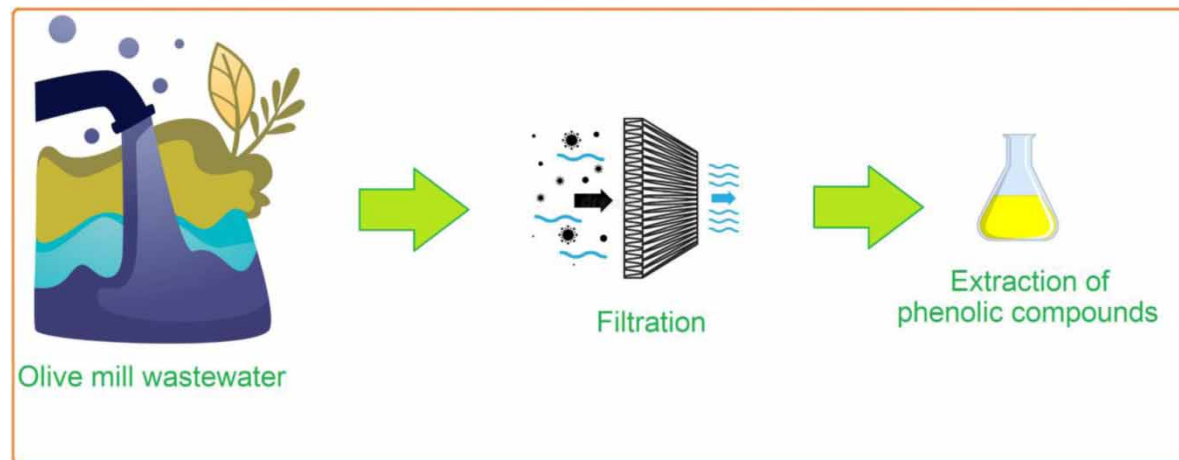 Olive mill wastewater
Filtration
Extraction of
phenolic compounds